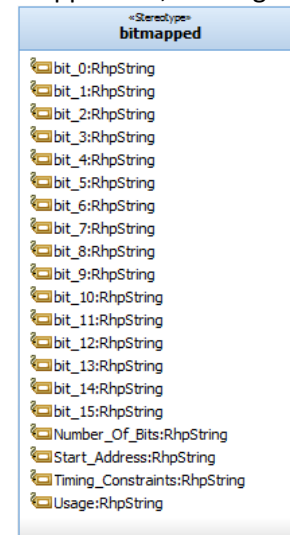 «Stereotype»
bitmapped
bit_0:RhpString
bit_1:RhpString
bit_2:RhpString
bit_3:RhpString
bit_4:RhpString
bit_5:RhpString
bit_6:RhpString
bit_7:RhpString
bit_8:RhpString
bit_9:RhpString
bit_10:RhpString
bit_11:RhpString
bit_12:RhpString
bit_13:RhpString
bit_14:RhpString
bit_15:RhpString
Number_Of_Bits:RhpString
Start_Address:RhpString
Timing_Constraints:RhpString
Usage:RhpString